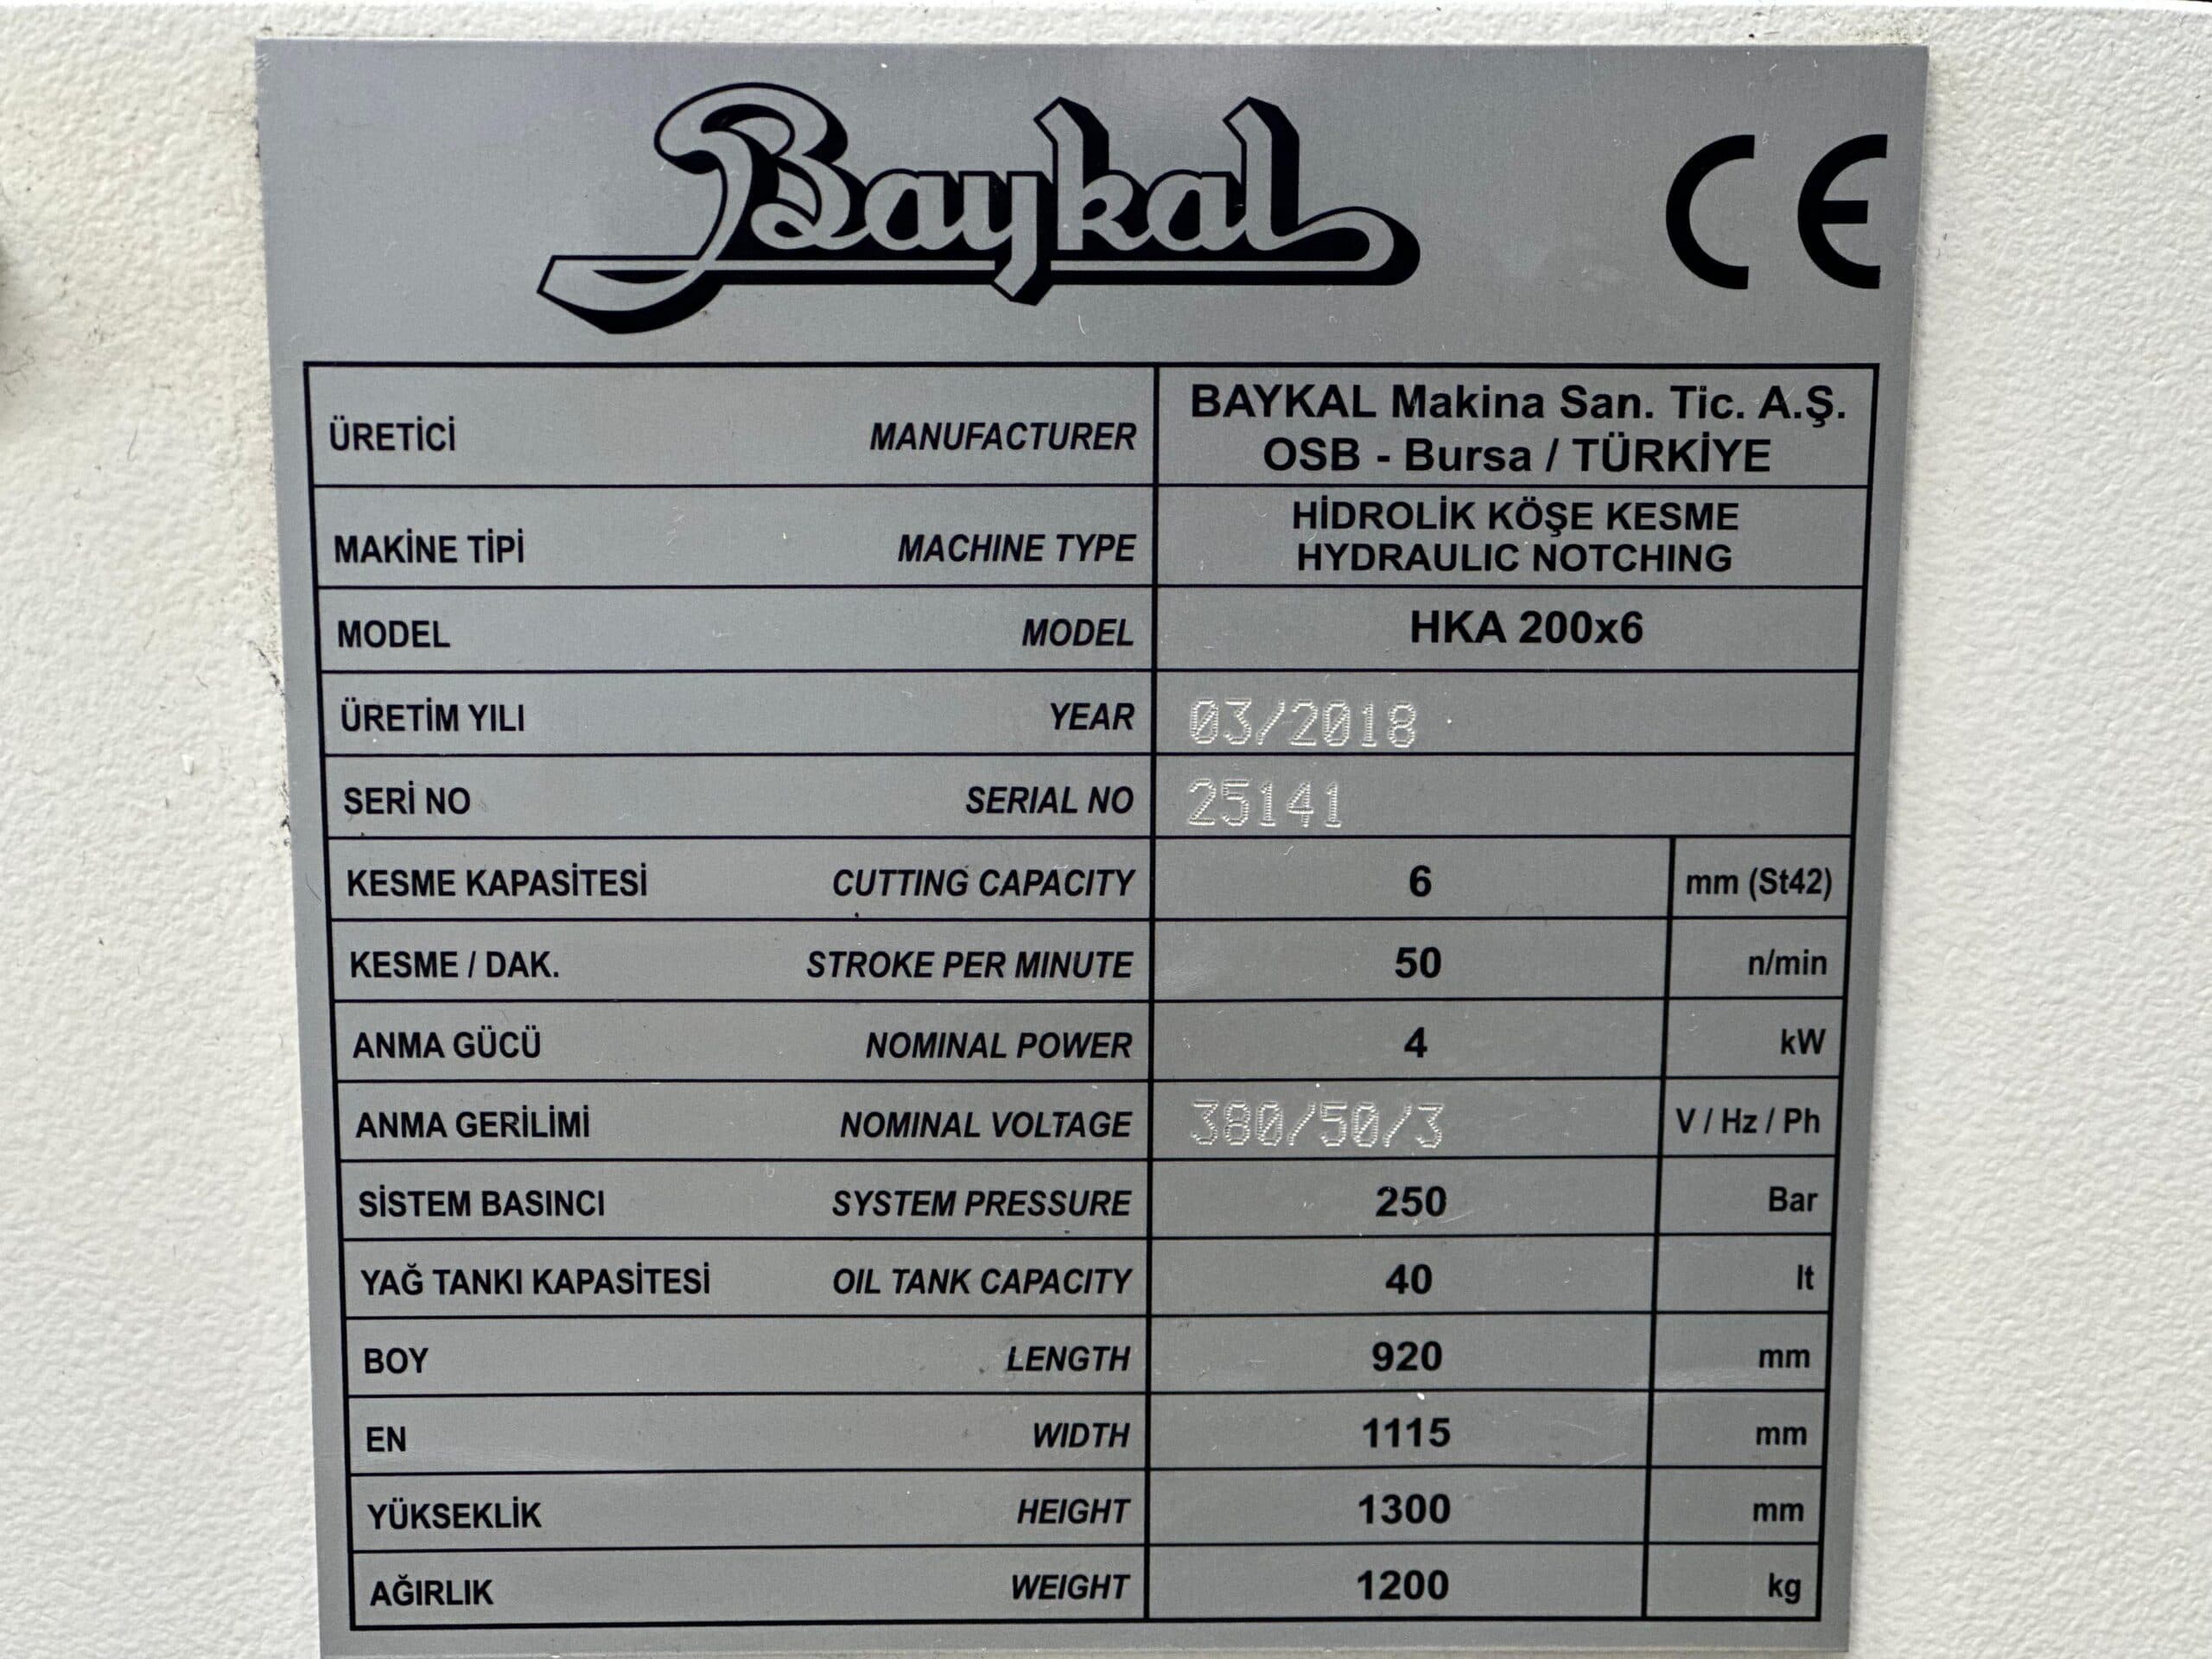 Baykal
CE
ÜRETİCİ MANUFACTURER BAYKAL Makina San. Tic. A.Ş.
OSB - Bursa / TÜRKİYE
MAKİNE TİPİ MACHINE TYPE HİDROLİK KÖŞE KESME
HYDRAULIC NOTCHING
MODEL MODEL HKA 200x6
ÜRETİM YILI YEAR 03/2018
SERİ NO SERIAL NO 25141
KESME KAPASİTESİ CUTTING CAPACITY 6 mm (St42)
KESME / DAK. STROKE PER MINUTE 50 n/min
ANMA GÜCÜ NOMINAL POWER 4 kW
ANMA GERİLİMİ NOMINAL VOLTAGE 380/50/3 V / Hz / Ph
SİSTEM BASINCI SYSTEM PRESSURE 250 Bar
YAĞ TANKI KAPASİTESİ OIL TANK CAPACITY 40 lt
BOY LENGTH 920 mm
EN WIDTH 1115 mm
YÜKSEKLİK HEIGHT 1300 mm
AĞIRLIK WEIGHT 1200 kg